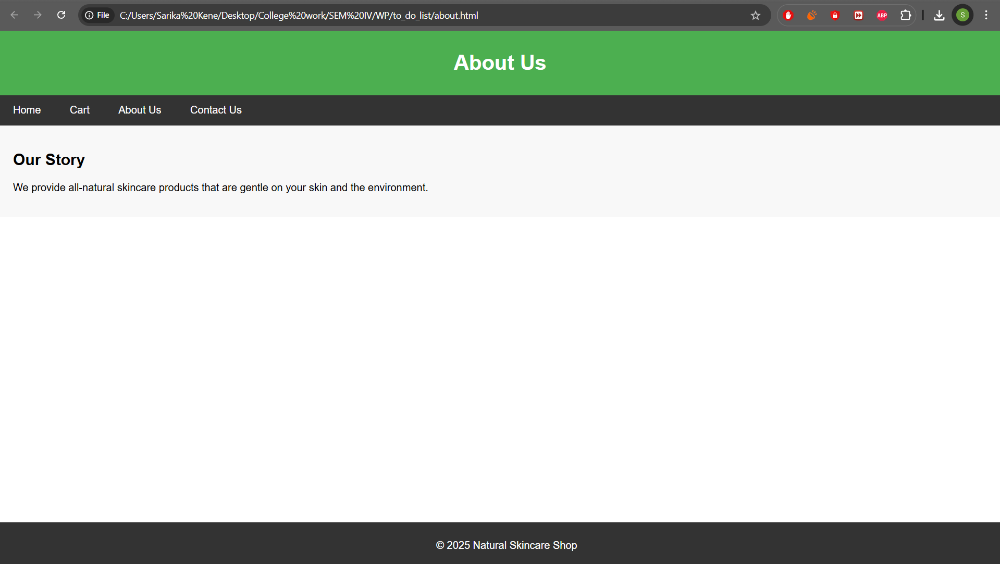 File C:/Users/Sarika%20Kene/Desktop/College%20work/SEM%20IV/WP/to_do_list/about.html ABP S
About Us
Home Cart About Us Contact Us
Our Story
We provide all-natural skincare products that are gentle on your skin and the environment.
© 2025 Natural Skincare Shop